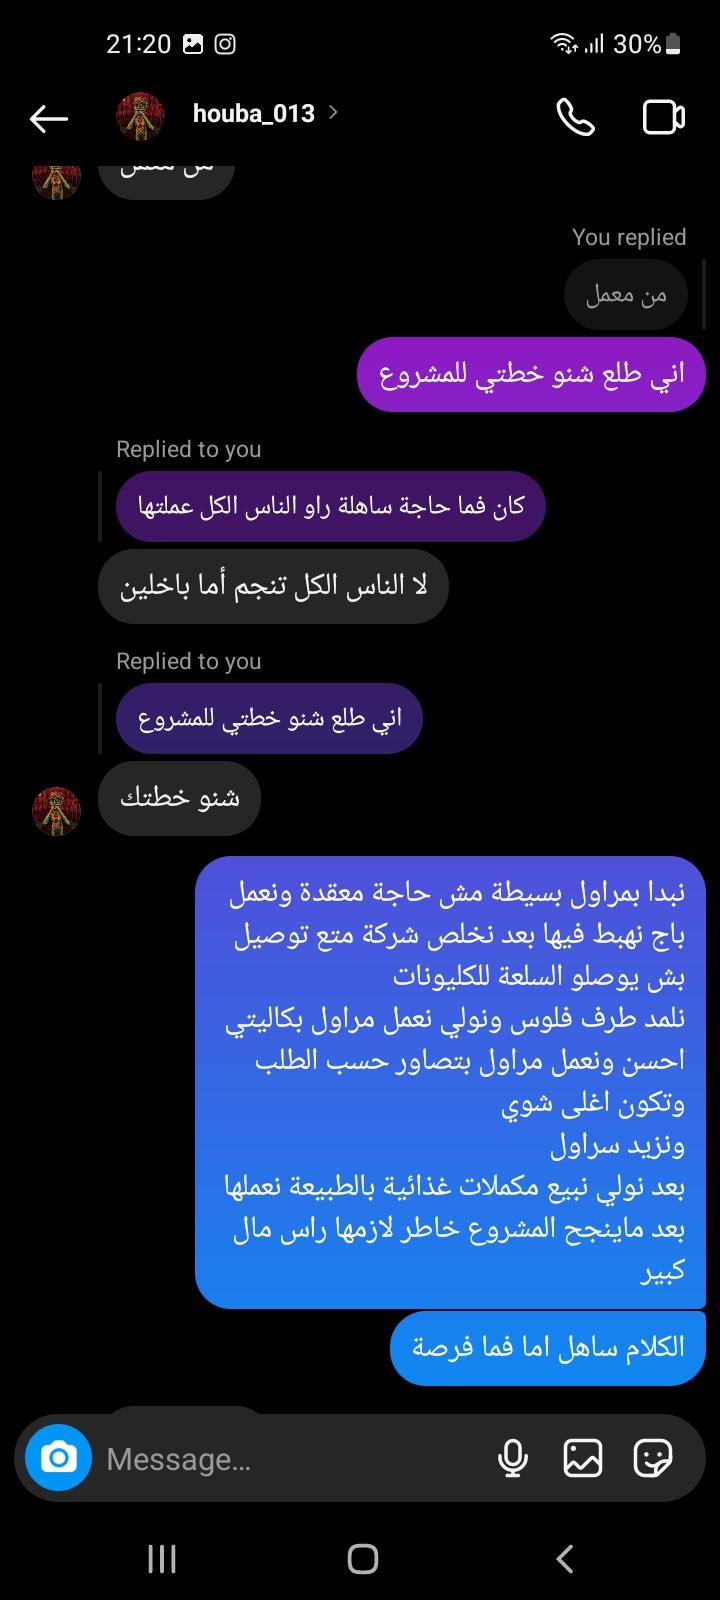 21:20
30%
houba_013
من معمل
You replied
من معمل
اني طلع شنو خطتي للمشروع
Replied to you
كان فما حاجة ساهلة راو الناس الكل عملتها
لا الناس الكل تنجم أما باخلين
Replied to you
اني طلع شنو خطتي للمشروع
شنو خطتك
نبدا بمراول بسيطة مش حاجة معقدة ونعمل
باج نهبط فيها بعد نخلص شركة متع توصيل
بش يوصلو السلعة للكليونات
نلمد طرف فلوس ونولي نعمل مراول بكاليتي
احسن ونعمل مراول بتصاور حسب الطلب
وتكون اغلى شوي
ونزيد سراول
بعد نولي نبيع مكملات غذائية بالطبيعة نعملها
بعد ماينجح المشروع خاطر لازمها راس مال
كبير
الكلام ساهل اما فما فرصة
Message...